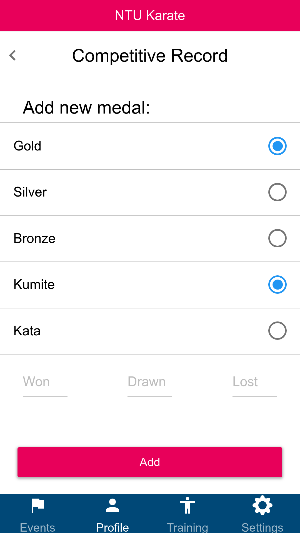 NTU Karate
Competitive Record
Add new medal:
Gold
Silver
Bronze
Kumite
Kata
Won Drawn Lost
Add
Events Profile Training Settings